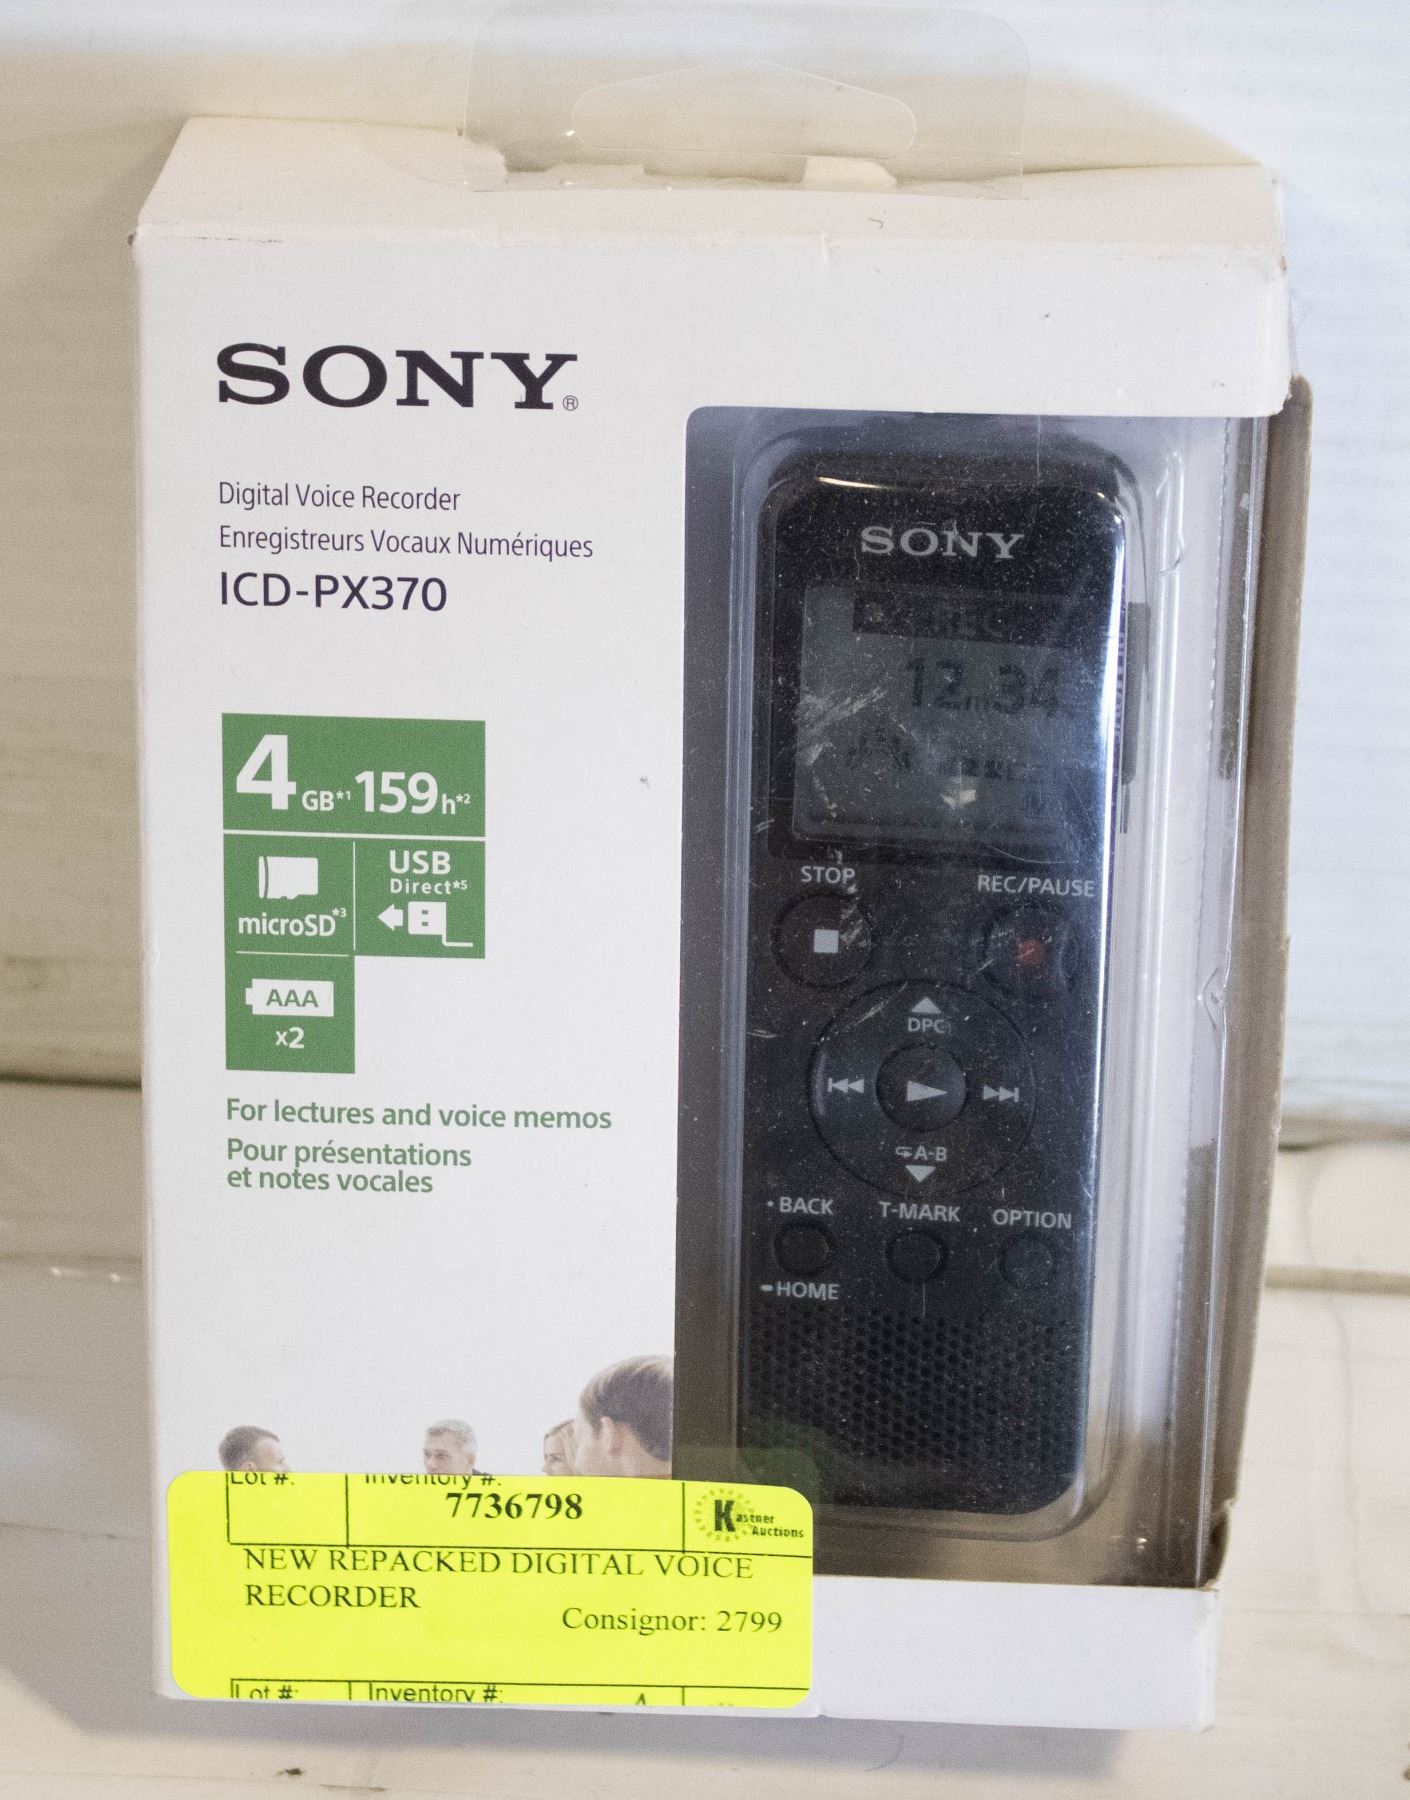 SONY®
Digital Voice Recorder
Enregistreurs Vocaux Numériques
ICD-PX370
4 GB*1 159h*2
microSD*3
USB
Direct*5
AAA
x2
For lectures and voice memos
Pour présentations
et notes vocales
SONY
12 34
STOP
REC/PAUSE
DPC
A-B
BACK
T-MARK
OPTION
HOME
Lot #: Inventory #:
7736798
Kastner
Auctions
NEW REPACKED DIGITAL VOICE
RECORDER
Consignor: 2799
Lot #: Inventory #: